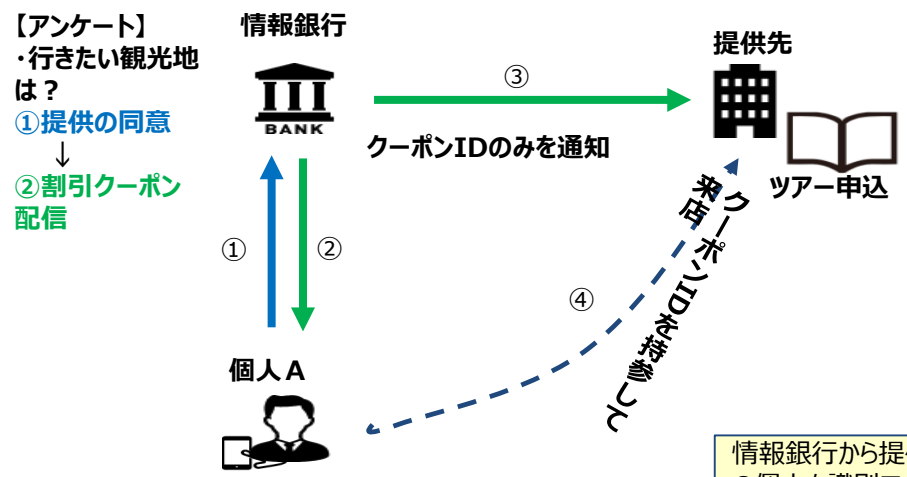 【アンケート】
・行きたい観光地
は？
①提供の同意
↓
②割引クーポン
配信
情報銀行
BANK
①
②
個人A
③
クーポンIDのみを通知
提供先
ツアー申込
④
クーポンIDを持参して
来店
情報銀行から提